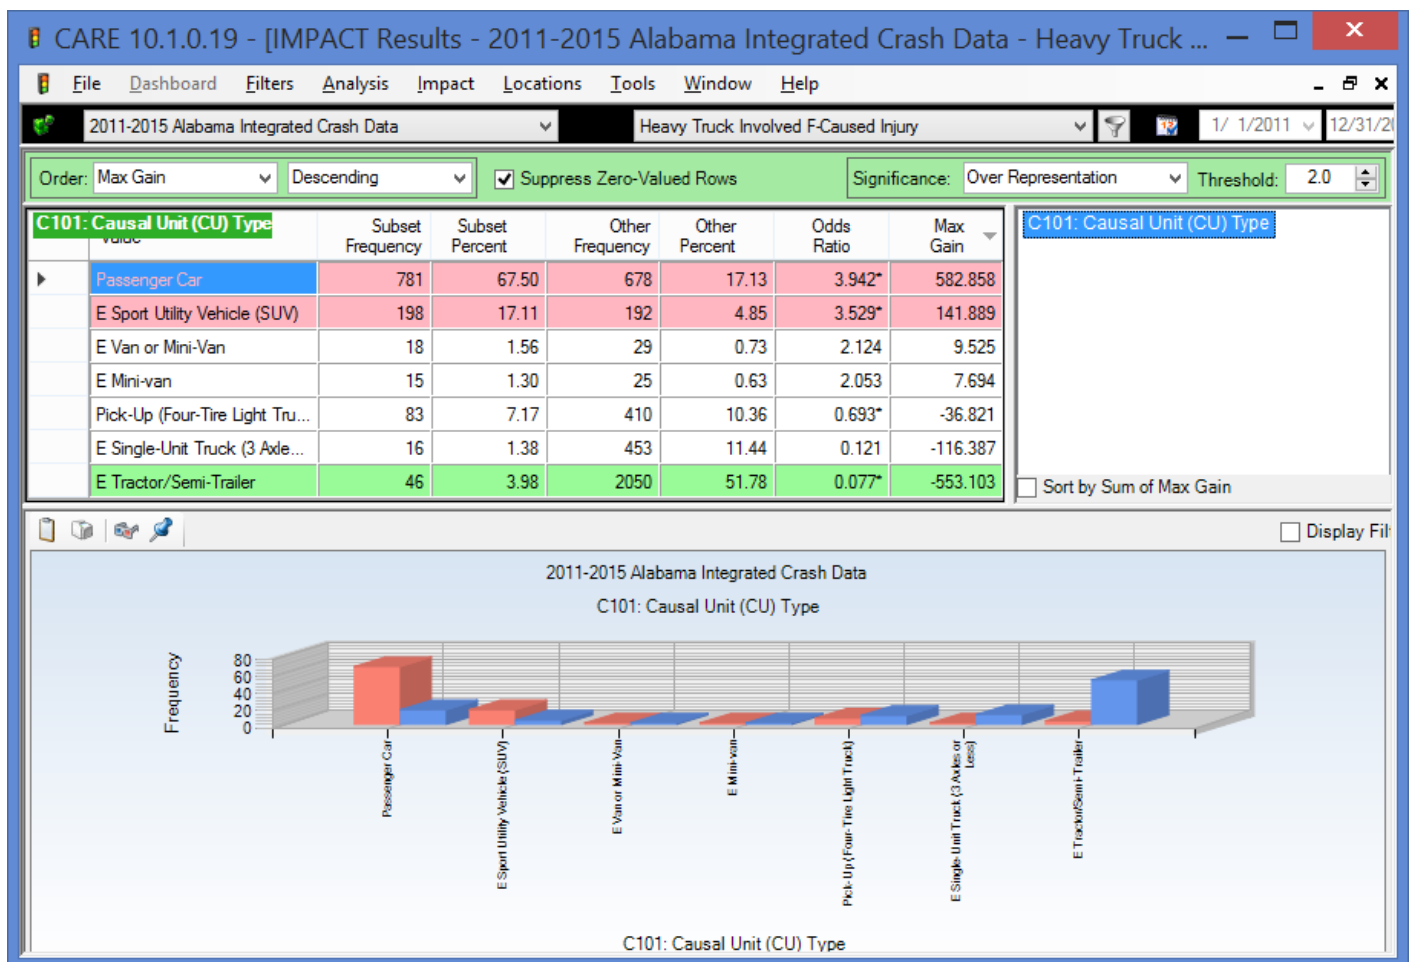 CARE 10.1.0.19 - [IMPACT Results - 2011-2015 Alabama Integrated Crash Data - Heavy Truck ...
File Dashboard Filters Analysis Impact Locations Tools Window Help
2011-2015 Alabama Integrated Crash Data Heavy Truck Involved F-Caused Injury 12 1/ 1/2011 12/31/20
Order: Max Gain Descending Suppress Zero-Valued Rows Significance: Over Representation Threshold: 2.0
C101: Causal Unit (CU) Type Subset Frequency Subset Percent Other Frequency Other Percent Odds Ratio Max Gain
Passenger Car 781 67.50 678 17.13 3.942* 582.858
E Sport Utility Vehicle (SUV) 198 17.11 192 4.85 3.529* 141.889
E Van or Mini-Van 18 1.56 29 0.73 2.124 9.525
E Mini-van 15 1.30 25 0.63 2.053 7.694
Pick-Up (Four-Tire Light Tru... 83 7.17 410 10.36 0.693* -36.821
E Single-Unit Truck (3 Axle... 16 1.38 453 11.44 0.121 -116.387
E Tractor/Semi-Trailer 46 3.98 2050 51.78 0.077* -553.103
C101: Causal Unit (CU) Type
Sort by Sum of Max Gain
Display Filt
2011-2015 Alabama Integrated Crash Data
C101: Causal Unit (CU) Type
Frequency
80
60
40
20
0
Passenger Car
E Sport Utility Vehicle (SUV)
E Van or Mini-Van
E Mini-van
Pick-Up (Four-Tire Light Truck)
E Single-Unit Truck (3 Axles or
Less)
E Tractor/Semi-Trailer
C101: Causal Unit (CU) Type